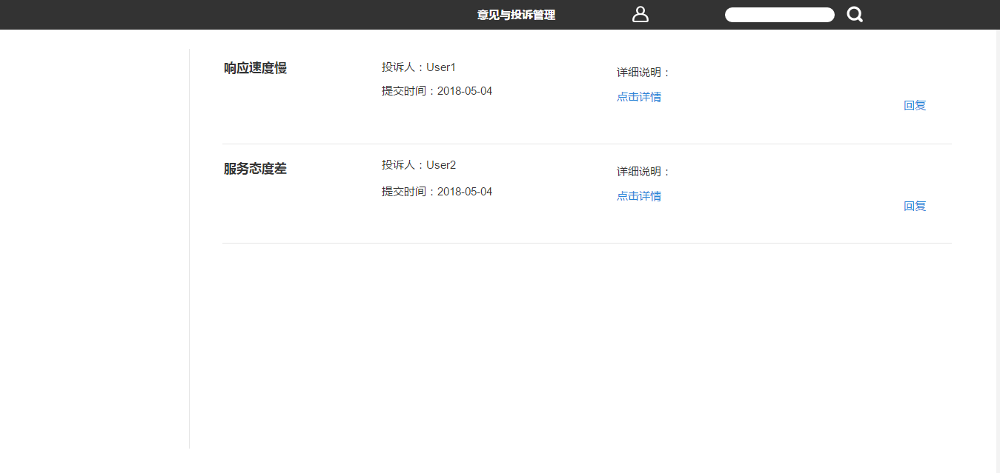 意见与投诉管理
响应速度慢
投诉人：User1
提交时间：2018-05-04
详细说明：
点击详情
回复
服务态度差
投诉人：User2
提交时间：2018-05-04
详细说明：
点击详情
回复